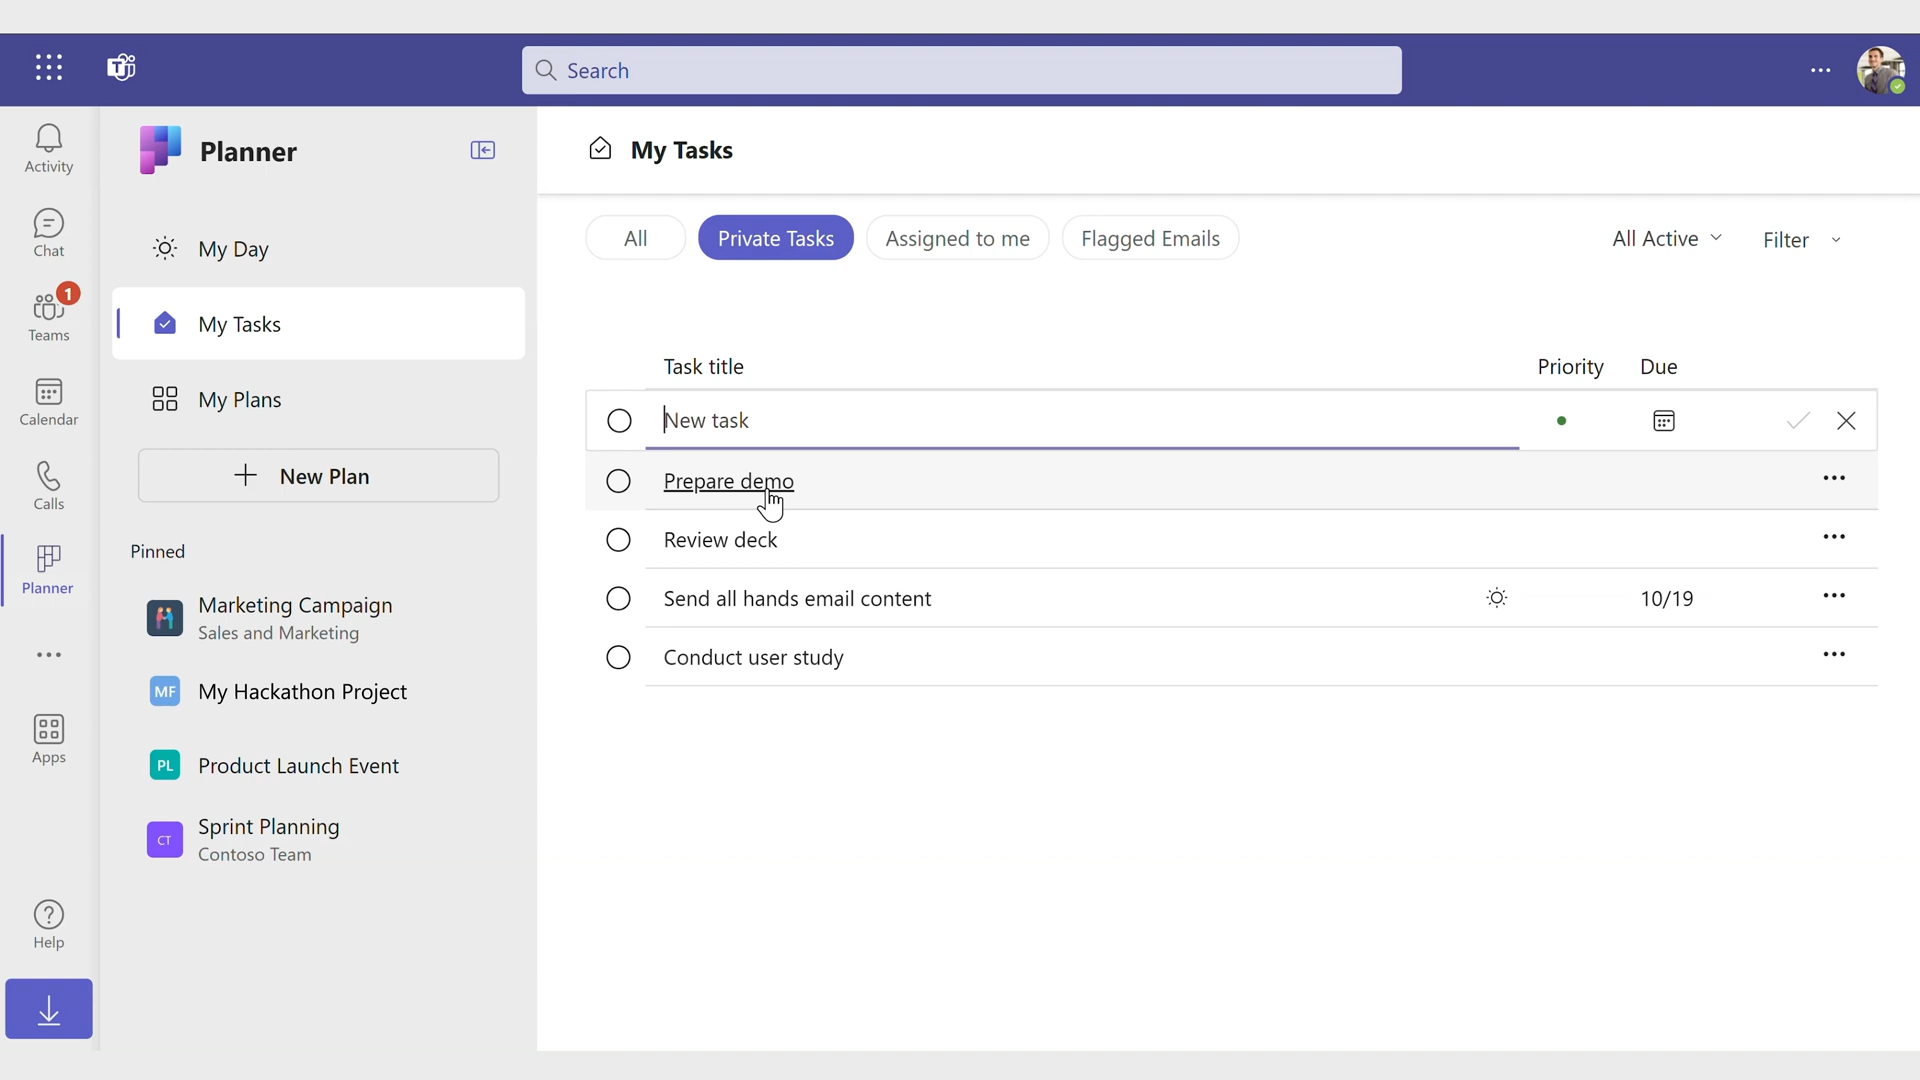 Search
Activity
Chat
1
Teams
Calendar
Calls
Planner
Apps
Help
Planner
My Day
My Tasks
My Plans
New Plan
Pinned
Marketing Campaign
Sales and Marketing
MF My Hackathon Project
PL Product Launch Event
Sprint Planning
CT
Contoso Team
My Tasks
All Private Tasks Assigned to me Flagged Emails All Active Filter
Task title Priority Due
New task
Prepare demo
Review deck
Send all hands email content 10/19
Conduct user study